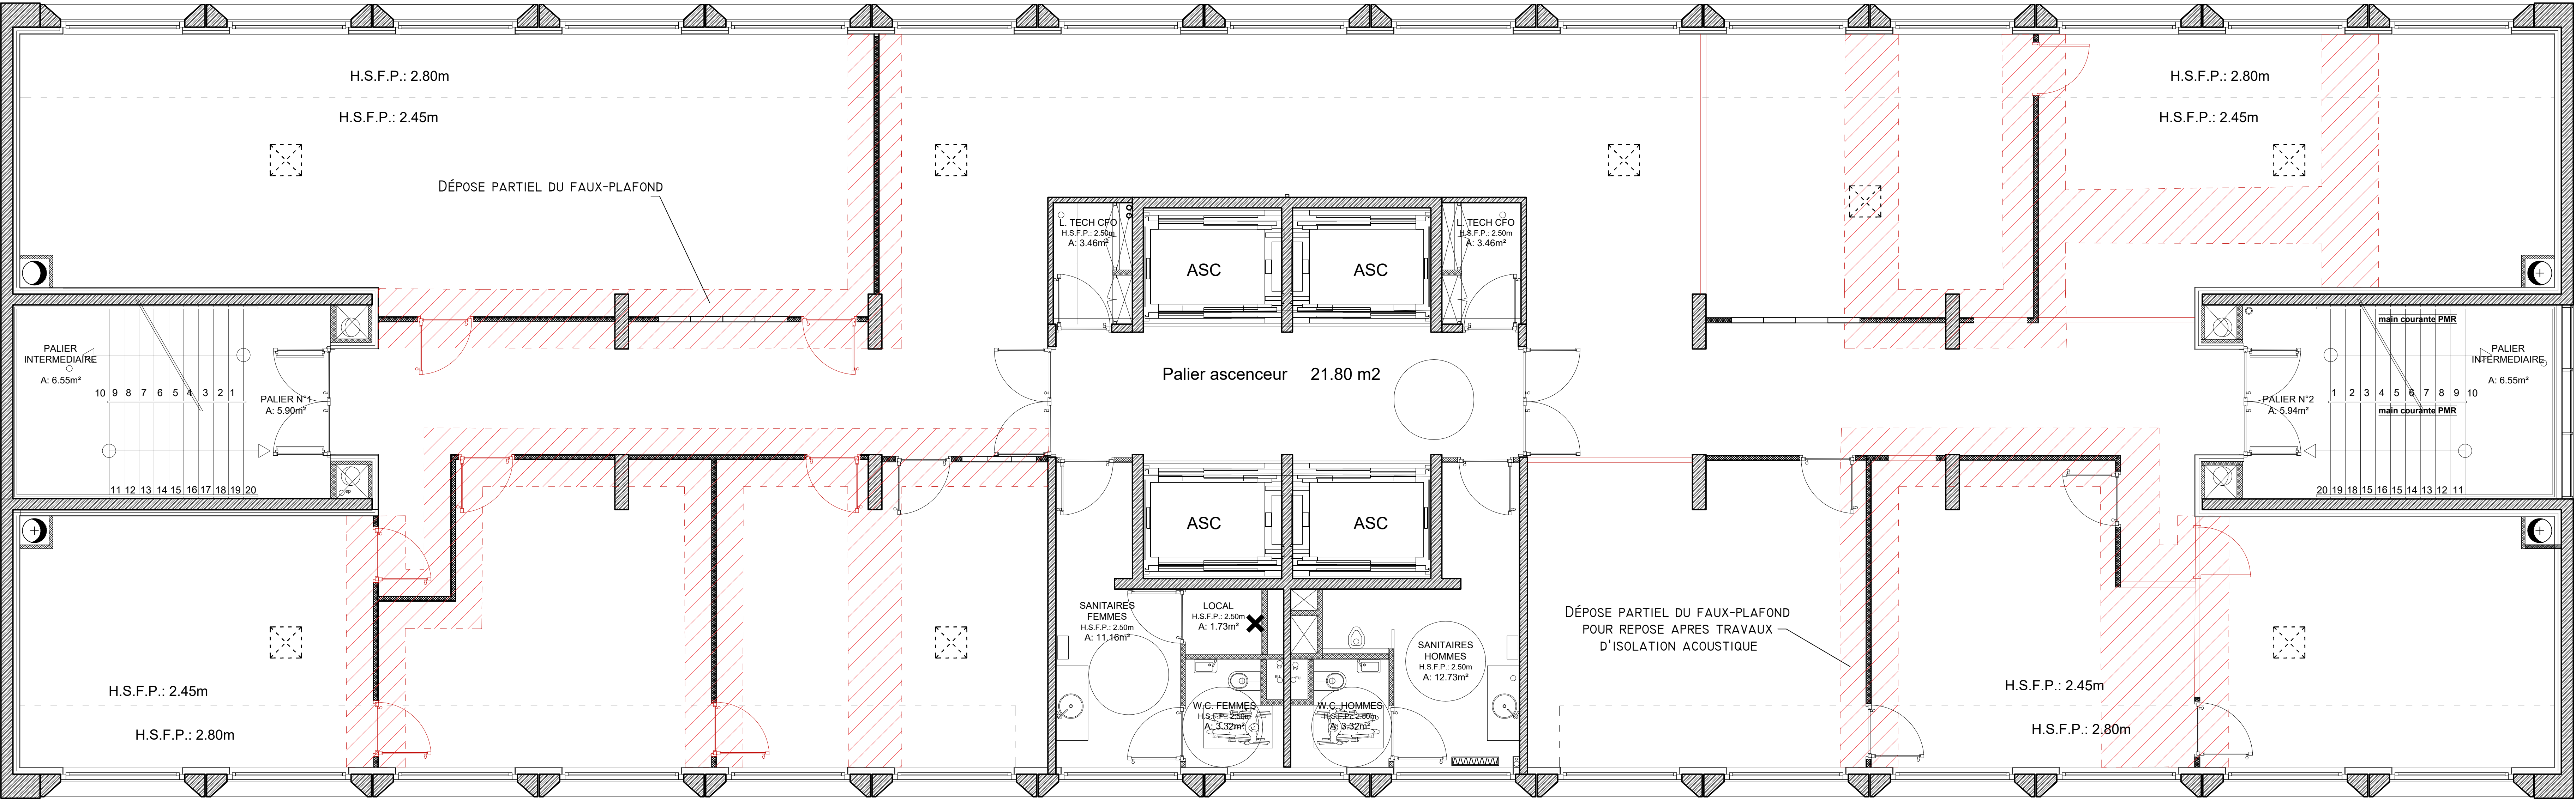 H.S.F.P.: 2.80m
H.S.F.P.: 2.45m
DÉPOSE PARTIEL DU FAUX-PLAFOND
H.S.F.P.: 2.80m
H.S.F.P.: 2.45m
L. TECH CFO
H.S.F.P.: 2.50m
A: 3.46m²
ASC
ASC
L. TECH CFO
H.S.F.P.: 2.50m
A: 3.46m²
PALIER
INTERMEDIAIRE
A: 6.55m²
10 9 8 7 6 5 4 3 2 1
PALIER N°1
A: 5.90m²
11 12 13 14 15 16 17 18 19 20
Palier ascenceur 21.80 m2
main courante PMR
PALIER
INTERMEDIAIRE
A: 6.55m²
PALIER N°2
A: 5.94m²
1 2 3 4 5 6 7 8 9 10
main courante PMR
20 19 18 15 16 15 14 13 12 11
ASC
ASC
SANITAIRES
FEMMES
H.S.F.P.: 2.50m
A: 11.16m²
LOCAL
H.S.F.P.: 2.50m
A: 1.73m²
SANITAIRES
HOMMES
H.S.F.P.: 2.50m
A: 12.73m²
W.C. FEMMES
H.S.F.P.: 2.50m
A: 3.32m²
W.C. HOMMES
H.S.F.P.: 2.50m
A: 3.32m²
DÉPOSE PARTIEL DU FAUX-PLAFOND
POUR REPOSE APRES TRAVAUX
D'ISOLATION ACOUSTIQUE
H.S.F.P.: 2.45m
H.S.F.P.: 2.80m
H.S.F.P.: 2.45m
H.S.F.P.: 2.80m